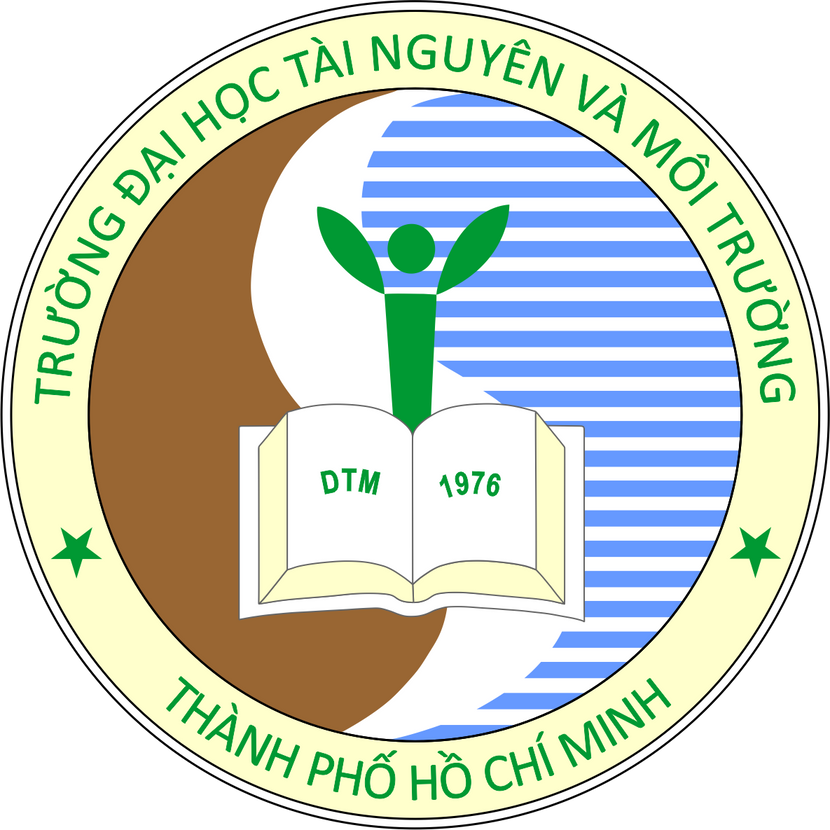 TRƯỜNG ĐẠI HỌC TÀI NGUYÊN VÀ MÔI TRƯỜNG
DTM 1976
THÀNH PHỐ HỒ CHÍ MINH